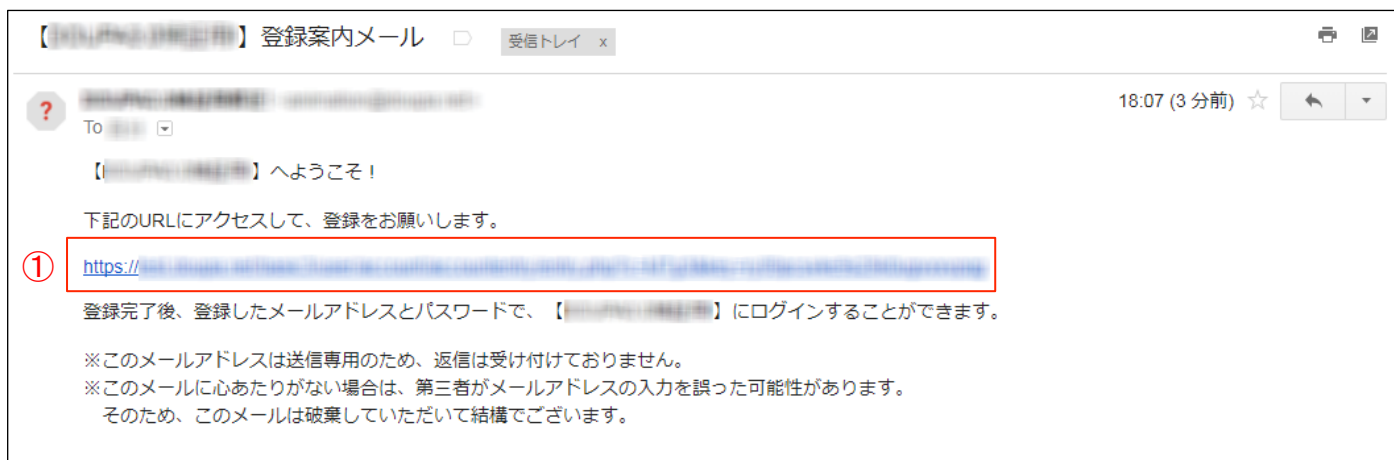 【】登録案内メール 受信トレイ x
? 18:07 (3 分前)
To
【】へようこそ！
下記のURLにアクセスして、登録をお願いします。
① https://
登録完了後、登録したメールアドレスとパスワードで、【】にログインすることができます。
※このメールアドレスは送信専用のため、返信は受け付けておりません。
※このメールに心あたりがない場合は、第三者がメールアドレスの入力を誤った可能性があります。
そのため、このメールは破棄していただいて結構でございます。